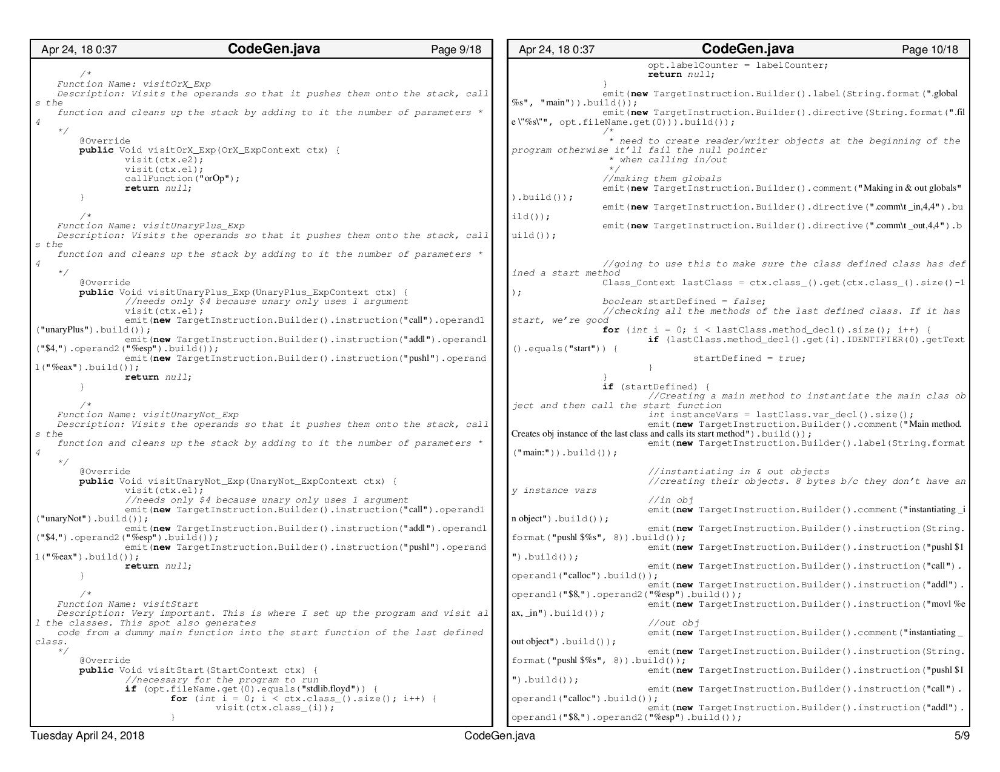 Apr 24, 18 0:37 CodeGen.java Page 9/18
/*
Function Name: visitOrX_Exp
Description: Visits the operands so that it pushes them onto the stack, call
s the
function and cleans up the stack by adding to it the number of parameters *
4
*/
@Override
public Void visitOrX_Exp(OrX_ExpContext ctx) {
visit(ctx.e2);
visit(ctx.e1);
callFunction("orOp");
return null;
}
/*
Function Name: visitUnaryPlus_Exp
Description: Visits the operands so that it pushes them onto the stack, call
s the
function and cleans up the stack by adding to it the number of parameters *
4
*/
@Override
public Void visitUnaryPlus_Exp(UnaryPlus_ExpContext ctx) {
//needs only $4 because unary only uses 1 argument
visit(ctx.e1);
emit(new TargetInstruction.Builder().instruction("call").operand1
("unaryPlus").build());
emit(new TargetInstruction.Builder().instruction("addl").operand1
("$4,").operand2("%esp").build());
emit(new TargetInstruction.Builder().instruction("pushl").operand
1("%eax").build());
return null;
}
/*
Function Name: visitUnaryNot_Exp
Description: Visits the operands so that it pushes them onto the stack, call
s the
function and cleans up the stack by adding to it the number of parameters *
4
*/
@Override
public Void visitUnaryNot_Exp(UnaryNot_ExpContext ctx) {
visit(ctx.e1);
//needs only $4 because unary only uses 1 argument
emit(new TargetInstruction.Builder().instruction("call").operand1
("unaryNot").build());
emit(new TargetInstruction.Builder().instruction("addl").operand1
("$4,").operand2("%esp").build());
emit(new TargetInstruction.Builder().instruction("pushl").operand
1("%eax").build());
return null;
}
/*
Function Name: visitStart
Description: Very important. This is where I set up the program and visit al
l the classes. This spot also generates
code from a dummy main function into the start function of the last defined
class.
*/
@Override
public Void visitStart(StartContext ctx) {
//necessary for the program to run
if (opt.fileName.get(0).equals("stdlib.floyd")) {
for (int i = 0; i < ctx.class_().size(); i++) {
visit(ctx.class_(i));
}
Apr 24, 18 0:37 CodeGen.java Page 10/18
opt.labelCounter = labelCounter;
return null;
}
emit(new TargetInstruction.Builder().label(String.format(".global
%s", "main")).build());
emit(new TargetInstruction.Builder().directive(String.format(".fil
e \"%s\"", opt.fileName.get(0))).build());
/*
* need to create reader/writer objects at the beginning of the
program otherwise it'll fail the null pointer
* when calling in/out
*/
//making them globals
emit(new TargetInstruction.Builder().comment("Making in & out globals"
).build());
emit(new TargetInstruction.Builder().directive(".comm\t _in,4,4").bu
ild());
emit(new TargetInstruction.Builder().directive(".comm\t _out,4,4").b
uild());
//going to use this to make sure the class defined class has def
ined a start method
Class_Context lastClass = ctx.class_().get(ctx.class_().size()-1
);
boolean startDefined = false;
//checking all the methods of the last defined class. If it has
start, we're good
for (int i = 0; i < lastClass.method_decl().size(); i++) {
if (lastClass.method_decl().get(i).IDENTIFIER(0).getText
().equals("start")) {
startDefined = true;
}
}
if (startDefined) {
//Creating a main method to instantiate the main clas ob
ject and then call the start function
int instanceVars = lastClass.var_decl().size();
emit(new TargetInstruction.Builder().comment("Main method.
Creates obj instance of the last class and calls its start method").build());
emit(new TargetInstruction.Builder().label(String.format
("main:")).build());
//instantiating in & out objects
//creating their objects. 8 bytes b/c they don't have an
y instance vars
//in obj
emit(new TargetInstruction.Builder().comment("instantiating _i
n object").build());
emit(new TargetInstruction.Builder().instruction(String.
format("pushl $%s", 8)).build());
emit(new TargetInstruction.Builder().instruction("pushl $1
").build());
emit(new TargetInstruction.Builder().instruction("call").
operand1("calloc").build());
emit(new TargetInstruction.Builder().instruction("addl").
operand1("$8,").operand2("%esp").build());
emit(new TargetInstruction.Builder().instruction("movl %e
ax, _in").build());
//out obj
emit(new TargetInstruction.Builder().comment("instantiating _
out object").build());
emit(new TargetInstruction.Builder().instruction(String.
format("pushl $%s", 8)).build());
emit(new TargetInstruction.Builder().instruction("pushl $1
").build());
emit(new TargetInstruction.Builder().instruction("call").
operand1("calloc").build());
emit(new TargetInstruction.Builder().instruction("addl").
operand1("$8,").operand2("%esp").build());
Tuesday April 24, 2018 CodeGen.java 5/9